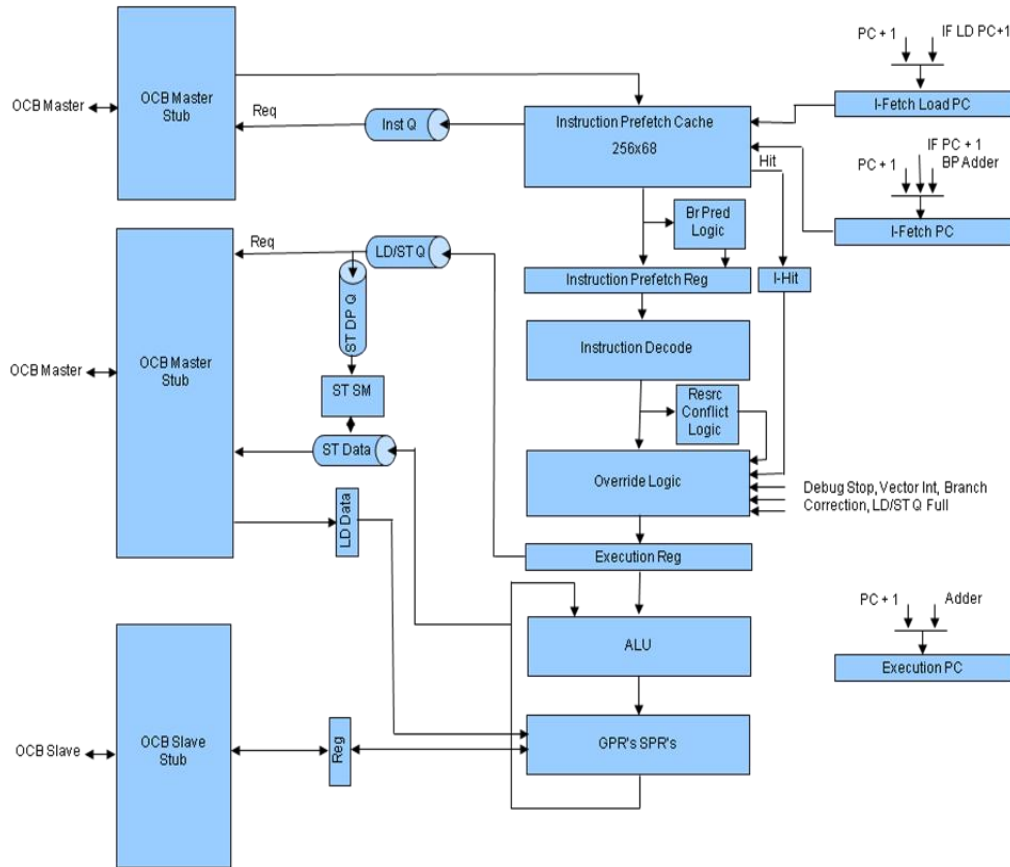 PC + 1
IF LD PC+1
OCB Master
OCB Master
Stub
Req
Inst Q
Instruction Prefetch Cache
256x68
I-Fetch Load PC
Hit
PC + 1
IF PC + 1
BP Adder
I-Fetch PC
Br Pred
Logic
Req
LD/ST Q
Instruction Prefetch Reg
I-Hit
ST DP Q
Instruction Decode
OCB Master
OCB Master
Stub
ST SM
Resrc
Conflict
Logic
ST Data
Override Logic
Debug Stop, Vector Int, Branch
Correction, LD/ST Q Full
LD Data
Execution Reg
PC + 1
Adder
ALU
Execution PC
OCB Slave
OCB Slave
Stub
Reg
GPR's SPR's